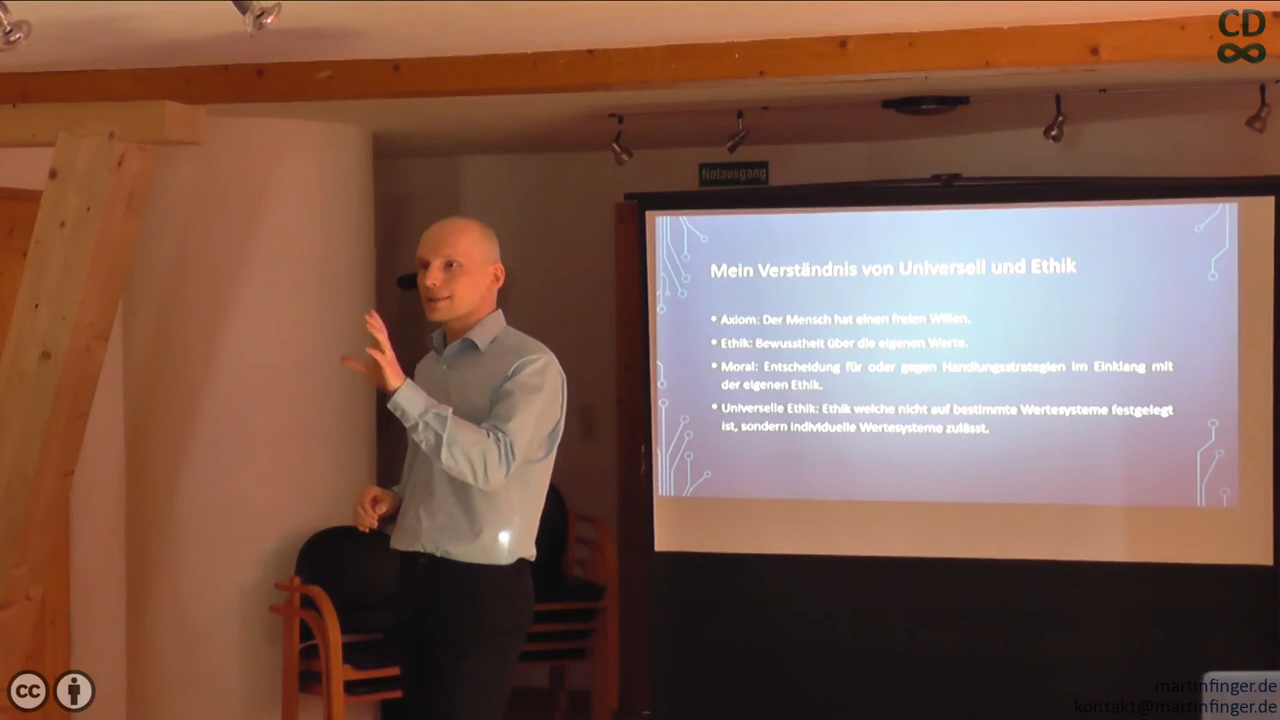 CD
Notausgang
Mein Verständnis von Universell und Ethik
• Axiom: Der Mensch hat einen freien Willen.
• Ethik: Bewusstheit über die eigenen Werte.
• Moral: Entscheidung für oder gegen Handlungsstrategien im Einklang mit
der eigenen Ethik.
• Universelle Ethik: Ethik welche nicht auf bestimmte Wertesysteme festgelegt
ist, sondern individuelle Wertesysteme zulässt.
cc
martinfinger.de
kontakt@martinfinger.de